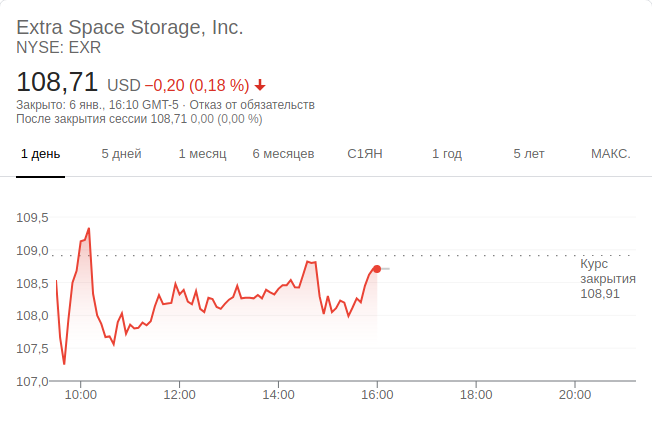 Extra Space Storage, Inc.
NYSE: EXR
108,71 USD −0,20 (0,18 %)
Закрыто: 6 янв., 16:10 GMT-5 · Отказ от обязательств
После закрытия сессии 108,71 0,00 (0,00 %)
1 день 5 дней 1 месяц 6 месяцев С1ЯН 1 год 5 лет МАКС.
109,5
109,0
Курс
закрытия
108,91
108,5
108,0
107,5
107,0
10:00 12:00 14:00 16:00 18:00 20:00